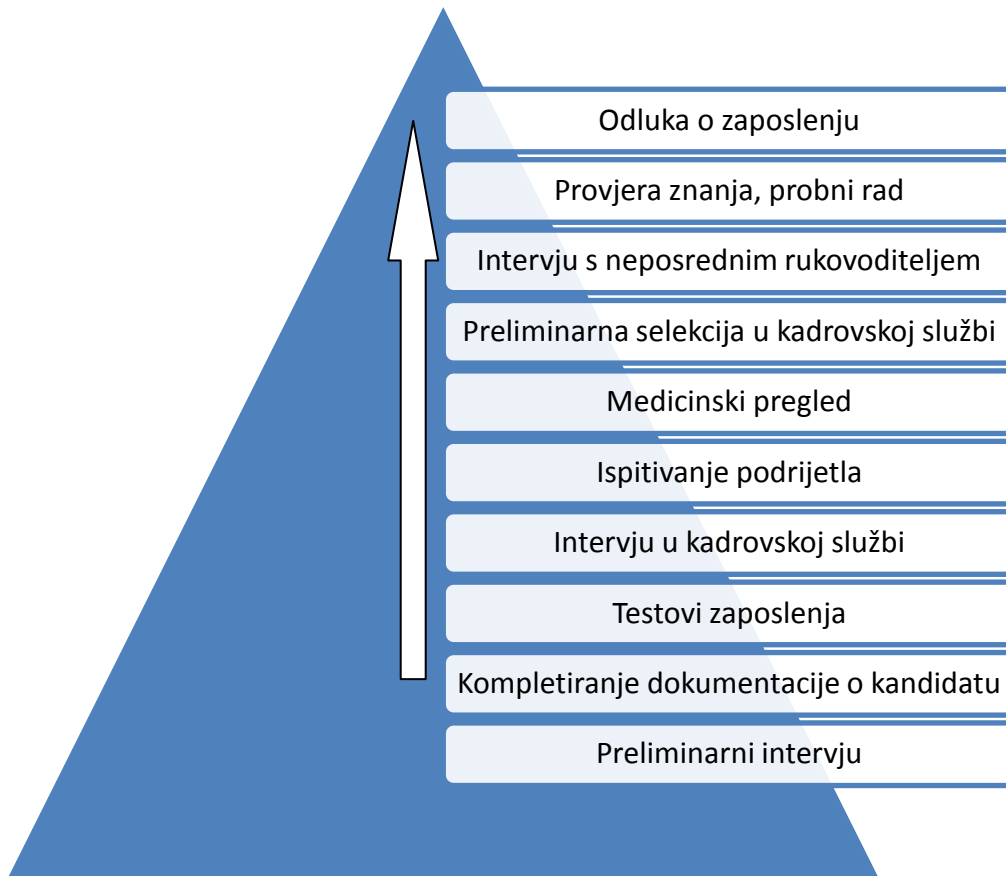 Odluka o zaposlenju
Provjera znanja, probni rad
Intervju s neposrednim rukovoditeljem
Preliminarna selekcija u kadrovskoj službi
Medicinski pregled
Ispitivanje podrijetla
Intervju u kadrovskoj službi
Testovi zaposlenja
Kompletiranje dokumentacije o kandidatu
Preliminarni intervju